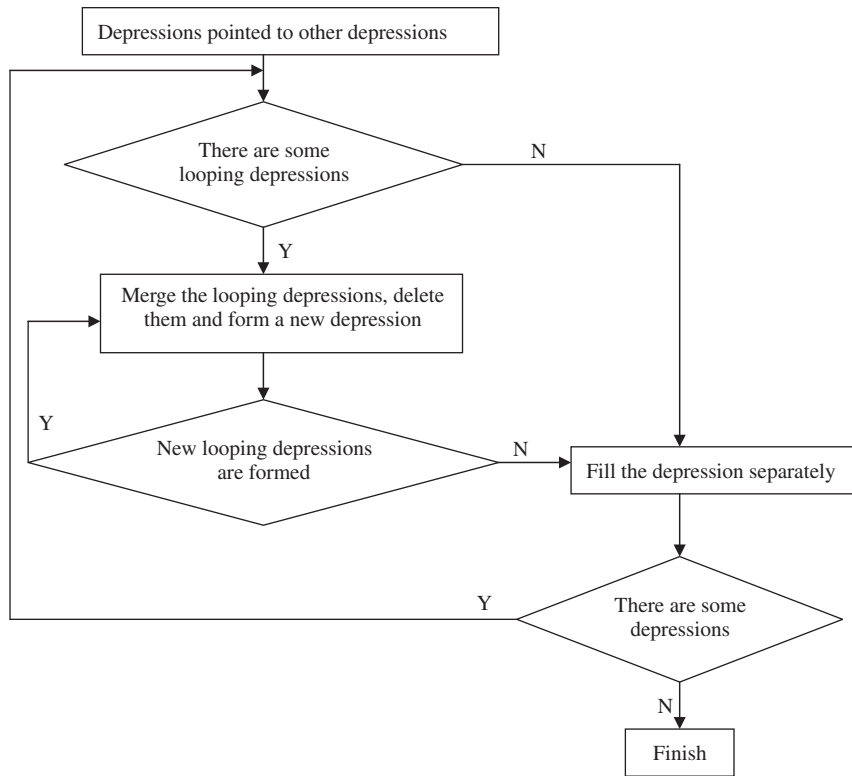 Depressions pointed to other depressions
There are some
looping depressions
N
Y
Merge the looping depressions, delete
them and form a new depression
Y
New looping depressions
are formed
N
Fill the depression separately
Y
There are some
depressions
N
Finish